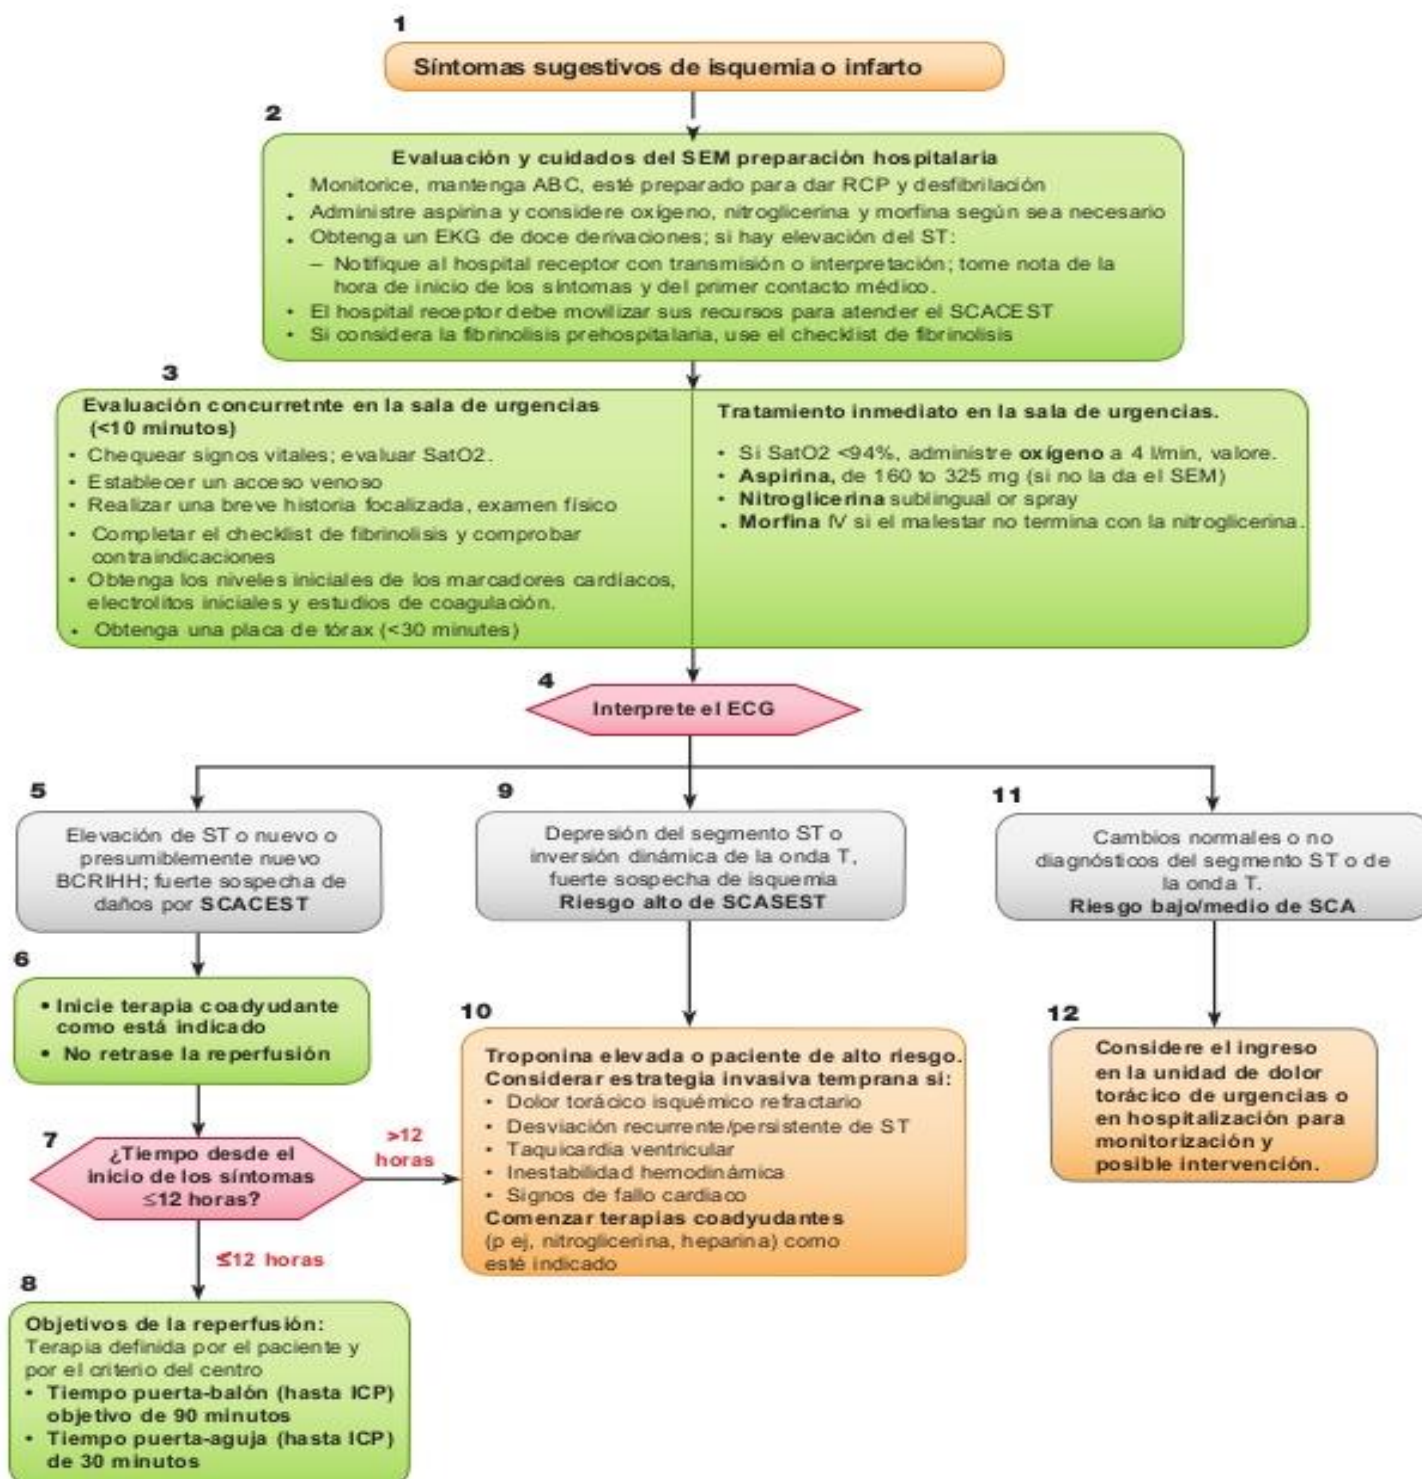 1
Síntomas sugestivos de isquemia o infarto
2
Evaluación y cuidados del SEM preparación hospitalaria
• Monitorice, mantenga ABC, esté preparado para dar RCP y desfibrilación
• Administre aspirina y considere oxígeno, nitroglicerina y morfina según sea necesario
• Obtenga un EKG de doce derivaciones; si hay elevación del ST:
– Notifique al hospital receptor con transmisión o interpretación; tome nota de la
hora de inicio de los síntomas y del primer contacto médico.
• El hospital receptor debe movilizar sus recursos para atender el SCACEST
• Si considera la fibrinolisis prehospitalaria, use el checklist de fibrinolisis
3
Evaluación concurretnte en la sala de urgencias
(<10 minutos)
• Chequear signos vitales; evaluar SatO2.
• Establecer un acceso venoso
• Realizar una breve historia focalizada, examen físico
• Completar el checklist de fibrinolisis y comprobar
contraindicaciones
• Obtenga los niveles iniciales de los marcadores cardíacos,
electrolitos iniciales y estudios de coagulación.
• Obtenga una placa de tórax (<30 minutes)
Tratamiento inmediato en la sala de urgencias.
• Si SatO2 <94%, administre oxígeno a 4 l/min, valore.
• Aspirina, de 160 to 325 mg (si no la da el SEM)
• Nitroglicerina sublingual or spray
• Morfina IV si el malestar no termina con la nitroglicerina.
4
Interprete el ECG
5
Elevación de ST o nuevo o
presumiblemente nuevo
BCRIHH; fuerte sospecha de
daños por SCACEST
9
Depresión del segmento ST o
inversión dinámica de la onda T,
fuerte sospecha de isquemia
Riesgo alto de SCASEST
11
Cambios normales o no
diagnósticos del segmento ST o de
la onda T.
Riesgo bajo/medio de SCA
6
• Inicie terapia coadyudante
como está indicado
• No retrase la reperfusión
10
Troponina elevada o paciente de alto riesgo.
Considerar estrategia invasiva temprana si:
• Dolor torácico isquémico refractario
• Desviación recurrente/persistente de ST
• Taquicardia ventricular
• Inestabilidad hemodinámica
• Signos de fallo cardiaco
Comenzar terapias coadyudantes
(p ej, nitroglicerina, heparina) como
esté indicado
12
Considere el ingreso
en la unidad de dolor
torácico de urgencias o
en hospitalización para
monitorización y
posible intervención.
7
¿Tiempo desde el
inicio de los síntomas
≤12 horas?
>12
horas
≤12 horas
8
Objetivos de la reperfusión:
Terapia definida por el paciente y
por el criterio del centro
• Tiempo puerta-balón (hasta ICP)
objetivo de 90 minutos
• Tiempo puerta-aguja (hasta ICP)
de 30 minutos